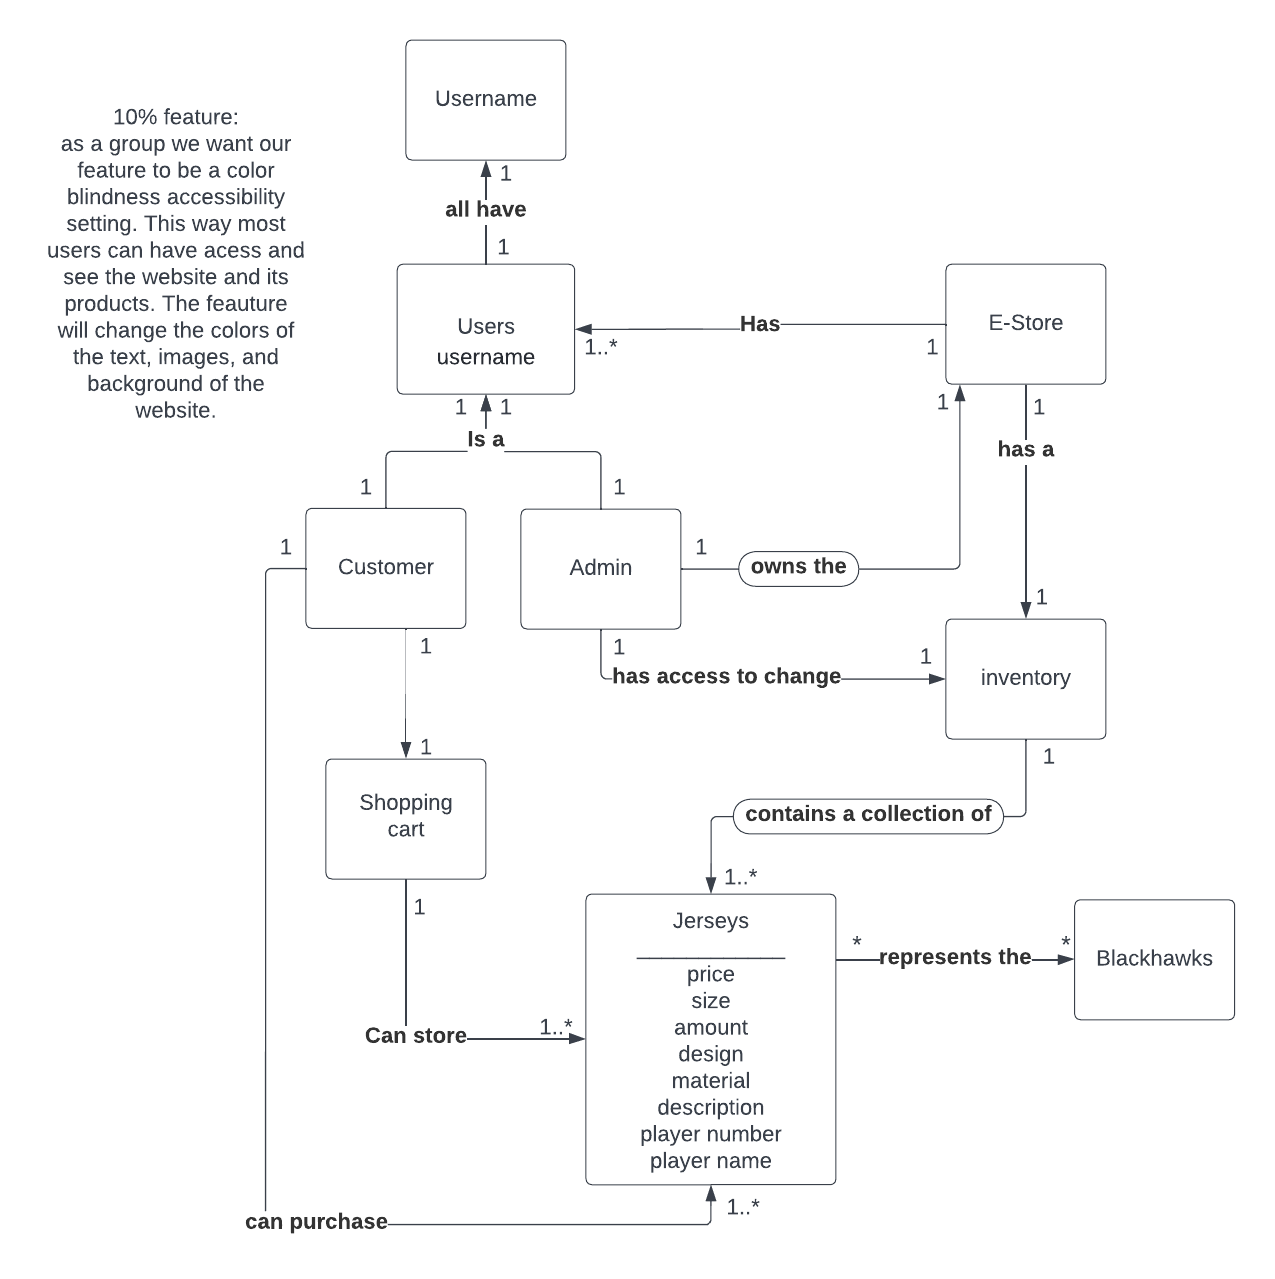 Username
10% feature:
as a group we want our
feature to be a color
blindness accessibility
setting. This way most
users can have acess and
see the website and its
products. The feauture
will change the colors of
the text, images, and
background of the
website.
1
all have
1
Users
username
E-Store
Has
1..*
1
1
1
1
1
Is a
has a
1
1
1
1
Customer
Admin
owns the
1
1
1
1
has access to change
inventory
1
1
Shopping
cart
contains a collection of
1..*
1
Jerseys
price
size
amount
design
material
description
player number
player name
*
represents the
*
Blackhawks
Can store
1..*
1..*
can purchase